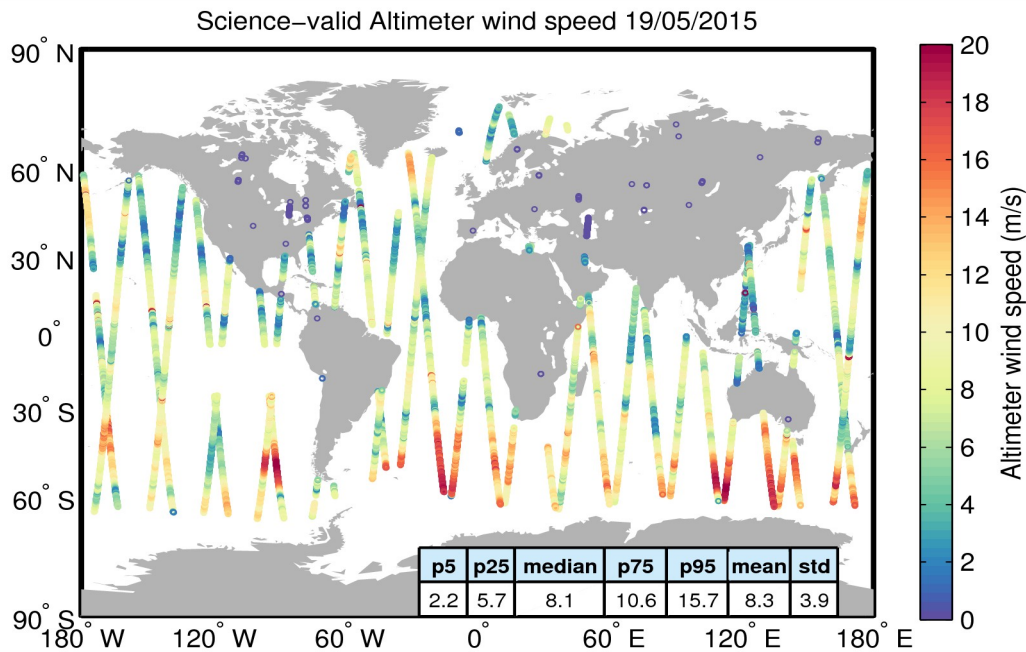 Science−valid Altimeter wind speed 19/05/2015
90° N
60° N
30° N
0°
30° S
60° S
90° S
180° W
120° W
60° W
0°
60° E
120° E
180° E
p5 p25 median p75 p95 mean std
2.2 5.7 8.1 10.6 15.7 8.3 3.9
20
18
16
14
12
10
8
6
4
2
0
Altimeter wind speed (m/s)